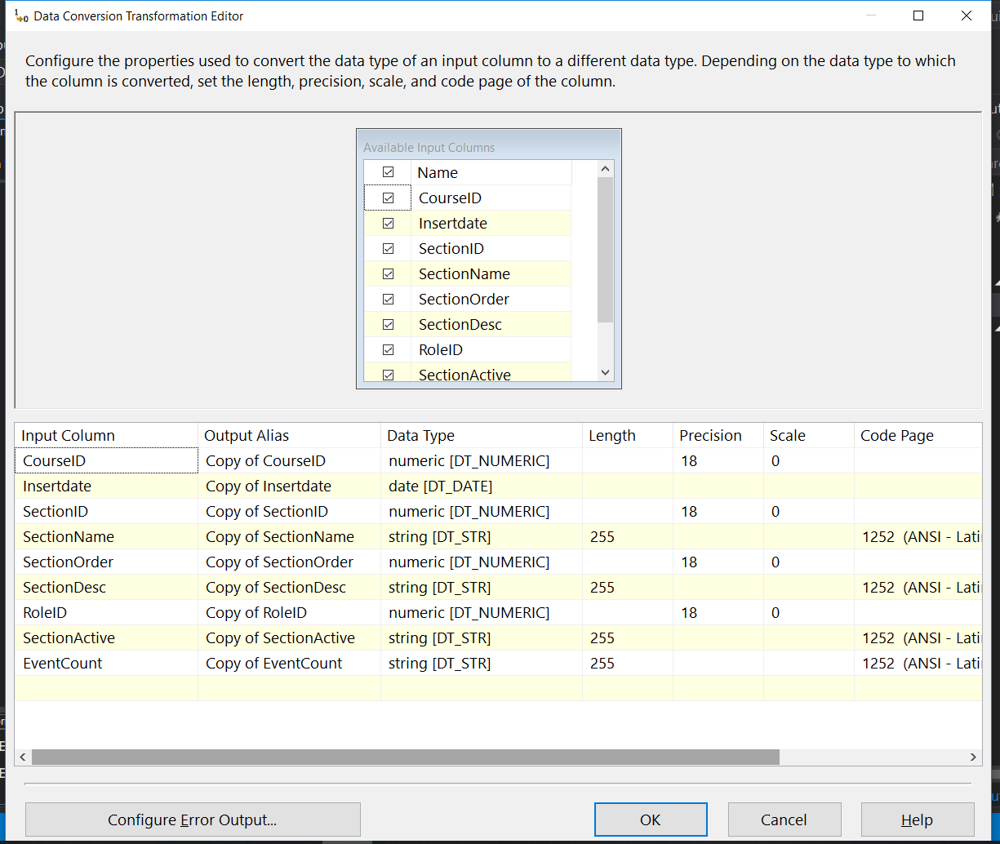 Data Conversion Transformation Editor
Configure the properties used to convert the data type of an input column to a different data type. Depending on the data type to which
the column is converted, set the length, precision, scale, and code page of the column.
Available Input Columns
Name
CourseID
Insertdate
SectionID
SectionName
SectionOrder
SectionDesc
RoleID
SectionActive
Input Column Output Alias Data Type Length Precision Scale Code Page
CourseID Copy of CourseID numeric [DT_NUMERIC] 18 0
Insertdate Copy of Insertdate date [DT_DATE]
SectionID Copy of SectionID numeric [DT_NUMERIC] 18 0
SectionName Copy of SectionName string [DT_STR] 255 1252 (ANSI - Lati
SectionOrder Copy of SectionOrder numeric [DT_NUMERIC] 18 0
SectionDesc Copy of SectionDesc string [DT_STR] 255 1252 (ANSI - Lati
RoleID Copy of RoleID numeric [DT_NUMERIC] 18 0
SectionActive Copy of SectionActive string [DT_STR] 255 1252 (ANSI - Lati
EventCount Copy of EventCount string [DT_STR] 255 1252 (ANSI - Lati
Configure Error Output... OK Cancel Help